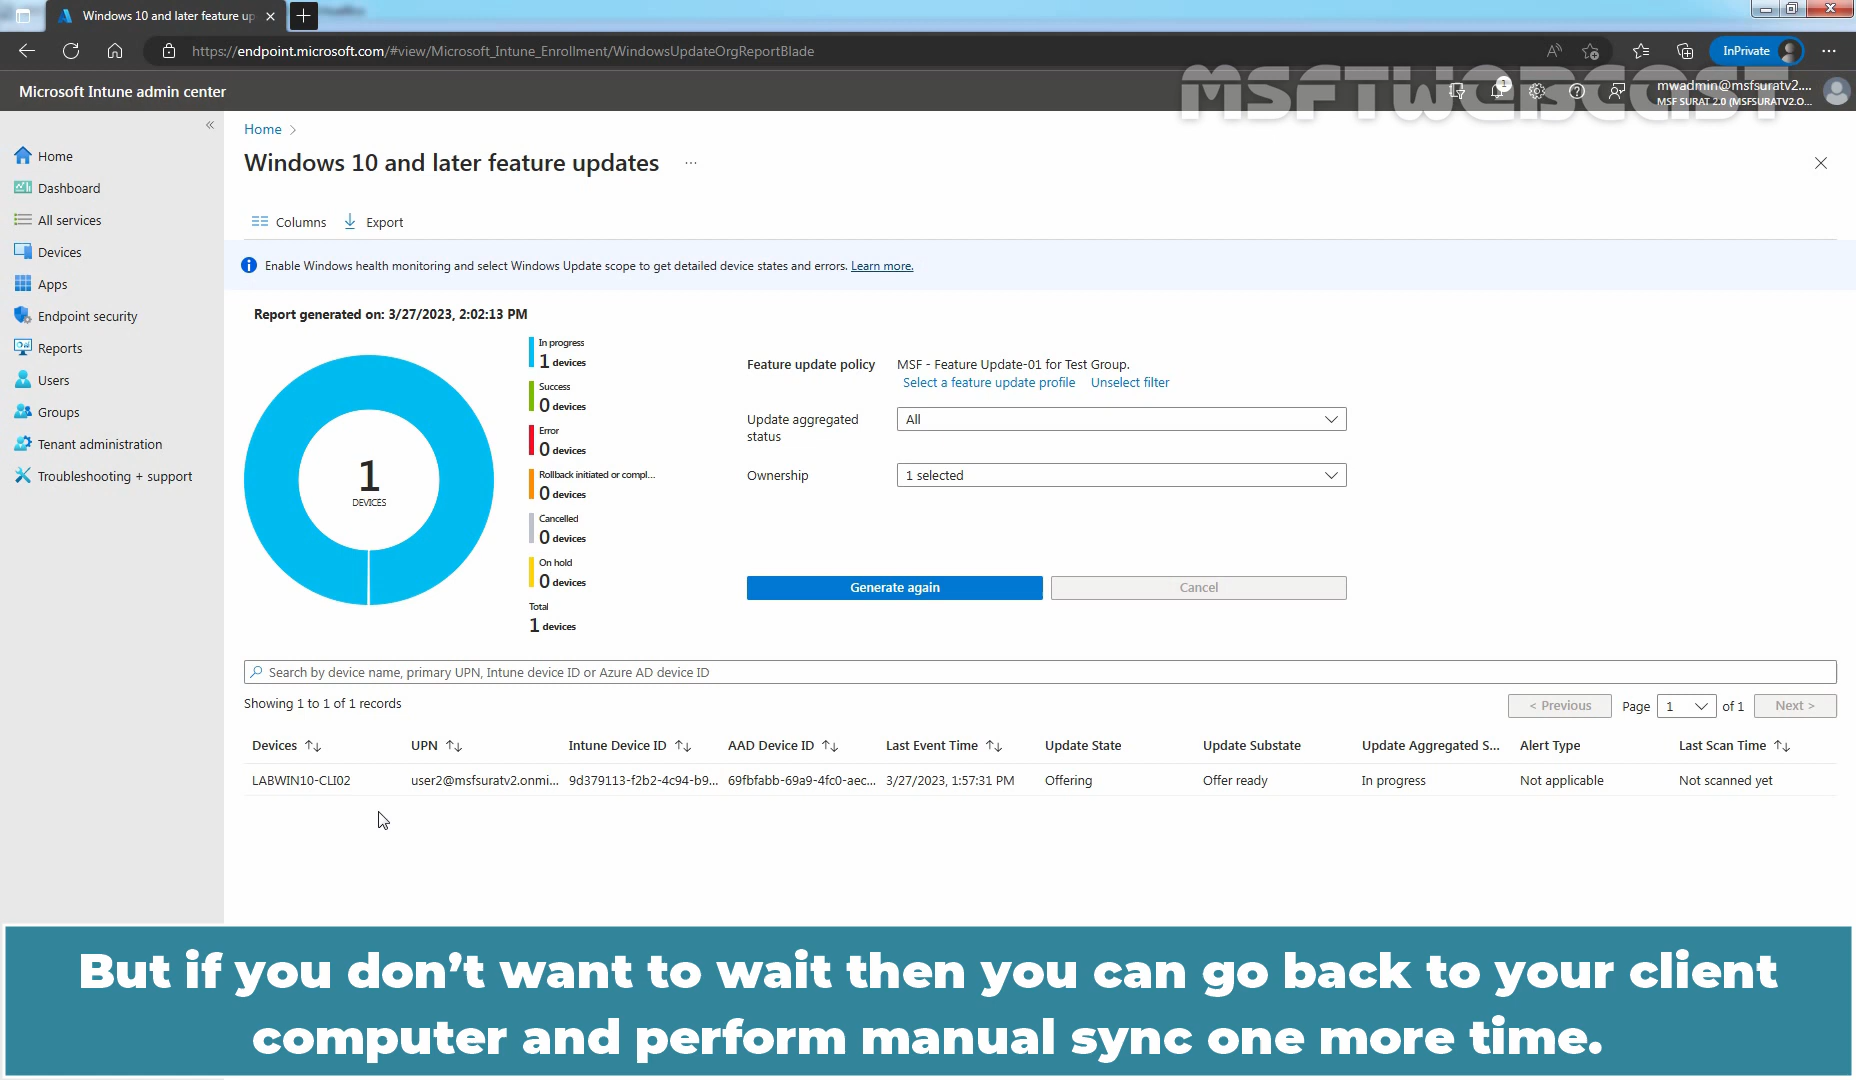 Windows 10 and later feature up
https://endpoint.microsoft.com/#view/Microsoft_Intune_Enrollment/WindowsUpdateOrgReportBlade
InPrivate
MSFTWEBCAST
Microsoft Intune admin center
1
mwadmin@msfsuratv2....
MSF SURAT 2.0 (MSFSURATV2.O...
Home
Dashboard
All services
Devices
Apps
Endpoint security
Reports
Users
Groups
Tenant administration
Troubleshooting + support
Home >
Windows 10 and later feature updates ...
Columns
Export
Enable Windows health monitoring and select Windows Update scope to get detailed device states and errors. Learn more.
Report generated on: 3/27/2023, 2:02:13 PM
1
DEVICES
In progress
1 devices
Success
0 devices
Error
0 devices
Rollback initiated or compl...
0 devices
Cancelled
0 devices
On hold
0 devices
Total
1 devices
Feature update policy MSF - Feature Update-01 for Test Group.
Select a feature update profile Unselect filter
Update aggregated status All
Ownership 1 selected
Generate again
Cancel
Search by device name, primary UPN, Intune device ID or Azure AD device ID
Showing 1 to 1 of 1 records
< Previous Page 1 of 1 Next >
Devices UPN Intune Device ID AAD Device ID Last Event Time Update State Update Substate Update Aggregated S... Alert Type Last Scan Time
LABWIN10-CLI02 user2@msfsuratv2.onmi... 9d379113-f2b2-4c94-b9... 69fbfabb-69a9-4fc0-aec... 3/27/2023, 1:57:31 PM Offering Offer ready In progress Not applicable Not scanned yet
But if you don't want to wait then you can go back to your client
computer and perform manual sync one more time.